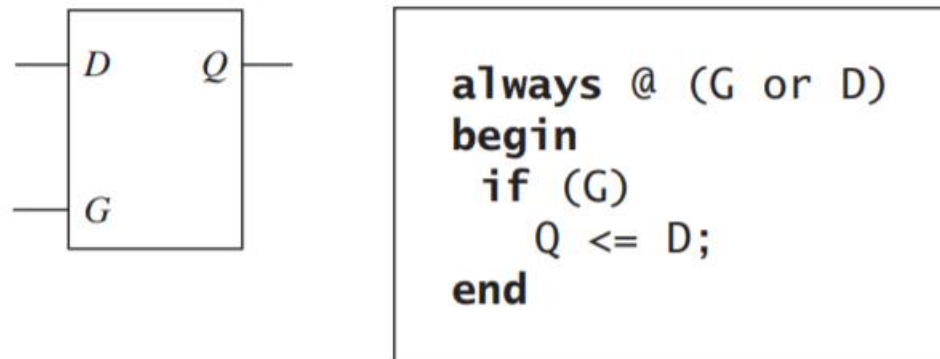 D Q
G
always @ (G or D)
begin
if (G)
Q <= D;
end